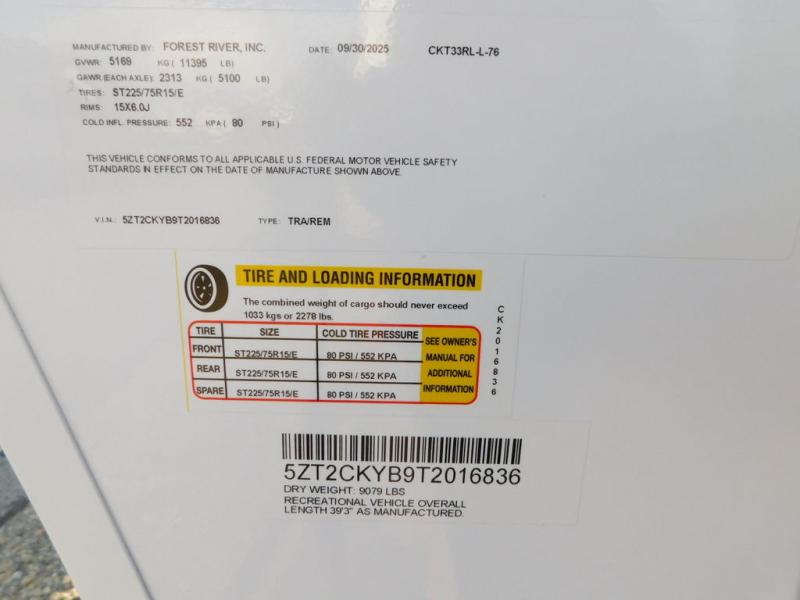 MANUFACTURED BY: FOREST RIVER, INC. DATE: 09/30/2025 CKT33RL-L-76
GVWR: 5169 KG ( 11395 LB)
GAWR (EACH AXLE): 2313 KG ( 5100 LB)
TIRES: ST225/75R15/E
RIMS: 15X6.0J
COLD INFL. PRESSURE: 552 KPA ( 80 PSI )
THIS VEHICLE CONFORMS TO ALL APPLICABLE U.S. FEDERAL MOTOR VEHICLE SAFETY
STANDARDS IN EFFECT ON THE DATE OF MANUFACTURE SHOWN ABOVE.
V.I.N.: 5ZT2CKYB9T2016836 TYPE: TRA/REM
TIRE AND LOADING INFORMATION
The combined weight of cargo should never exceed
1033 kgs or 2278 lbs.
TIRE SIZE COLD TIRE PRESSURE SEE OWNER'S
FRONT ST225/75R15/E 80 PSI / 552 KPA MANUAL FOR
REAR ST225/75R15/E 80 PSI / 552 KPA ADDITIONAL
SPARE ST225/75R15/E 80 PSI / 552 KPA INFORMATION
CK2016836
5ZT2CKYB9T2016836
DRY WEIGHT: 9079 LBS
RECREATIONAL VEHICLE OVERALL
LENGTH 39'3" AS MANUFACTURED.